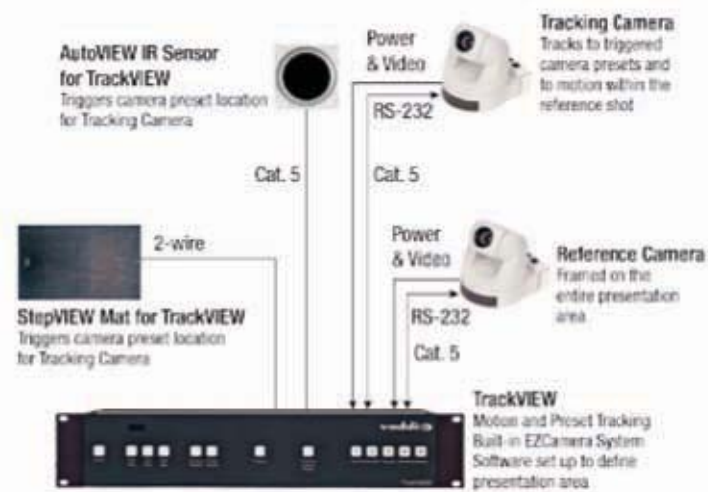 AutoVIEW IR Sensor
for TrackVIEW
Triggers camera preset location
for Tracking Camera
Power
& Video
RS-232
Tracking Camera
Tracks to triggered
camera presets and
to motion within the
reference shot
Cat. 5
Cat. 5
2-wire
StepVIEW Mat for TrackVIEW
Triggers camera preset location
for Tracking Camera
Power
& Video
RS-232
Cat. 5
Reference Camera
Framed on the
entire presentation
area
TrackVIEW
Motion and Preset Tracking
Built-in EZCamera System
Software set up to define
presentation area
vaddio